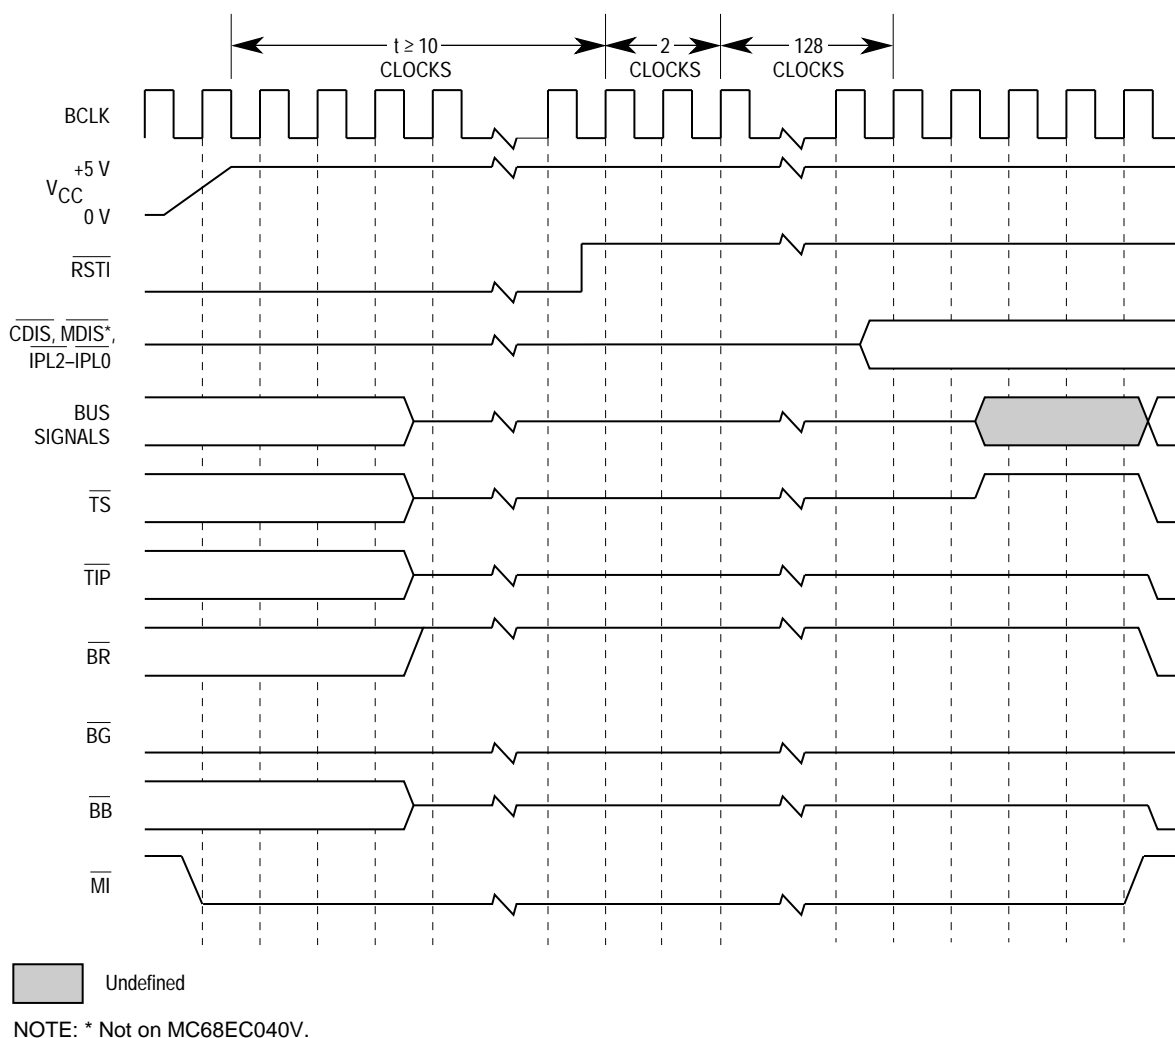 t ≥ 10
CLOCKS
2
CLOCKS
128
CLOCKS
BCLK
+5 V
VCC
0 V
RSTI
CDIS, MDIS*,
IPL2–IPL0
BUS
SIGNALS
TS
TIP
BR
BG
BB
MI
Undefined
NOTE: * Not on MC68EC040V.